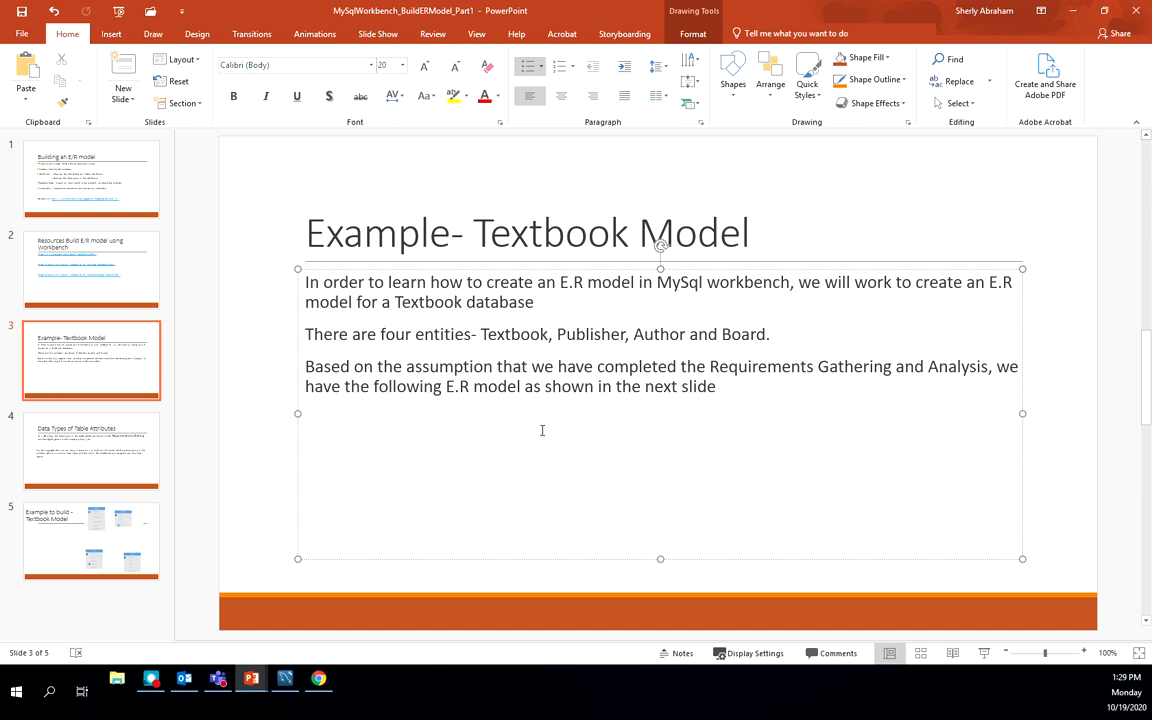 MySqlWorkbench_BuildERModel_Part1 - PowerPoint
Drawing Tools
Sherly Abraham
File
Home
Insert
Draw
Design
Transitions
Animations
Slide Show
Review
View
Help
Acrobat
Storyboarding
Format
Tell me what you want to do
Share
Paste
Clipboard
New
Slide
Layout
Reset
Section
Slides
Calibri (Body)
20
B I U S abc AV Aa A
Font
Paragraph
Shapes
Arrange
Quick
Styles
Shape Fill
Shape Outline
Shape Effects
Drawing
Find
Replace
Select
Editing
Create and Share
Adobe PDF
Adobe Acrobat
1
Building an E/R model
2
Resources Build E/R model using
Workbench
3
Example- Textbook Model
4
Data Types of Table Attributes
5
Example to build -
Textbook Model
Example- Textbook Model
In order to learn how to create an E.R model in MySql workbench, we will work to create an E.R
model for a Textbook database
There are four entities- Textbook, Publisher, Author and Board.
Based on the assumption that we have completed the Requirements Gathering and Analysis, we
have the following E.R model as shown in the next slide
Slide 3 of 5
Notes
Display Settings
Comments
100%
1:29 PM
Monday
10/19/2020